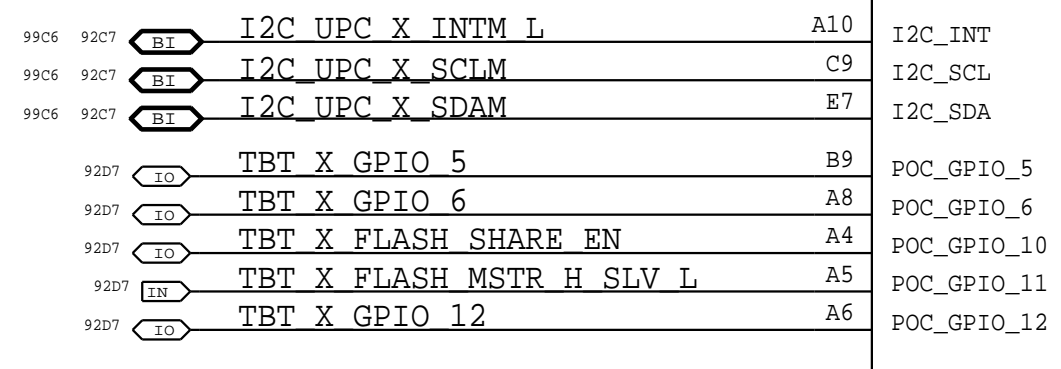 99C6 92C7 BI I2C_UPC_X_INTM_L A10 I2C_INT
99C6 92C7 BI I2C_UPC_X_SCLM C9 I2C_SCL
99C6 92C7 BI I2C_UPC_X_SDAM E7 I2C_SDA
92D7 IO TBT_X_GPIO_5 B9 POC_GPIO_5
92D7 IO TBT_X_GPIO_6 A8 POC_GPIO_6
92D7 IO TBT_X_FLASH_SHARE_EN A4 POC_GPIO_10
92D7 IN TBT_X_FLASH_MSTR_H_SLV_L A5 POC_GPIO_11
92D7 IO TBT_X_GPIO_12 A6 POC_GPIO_12